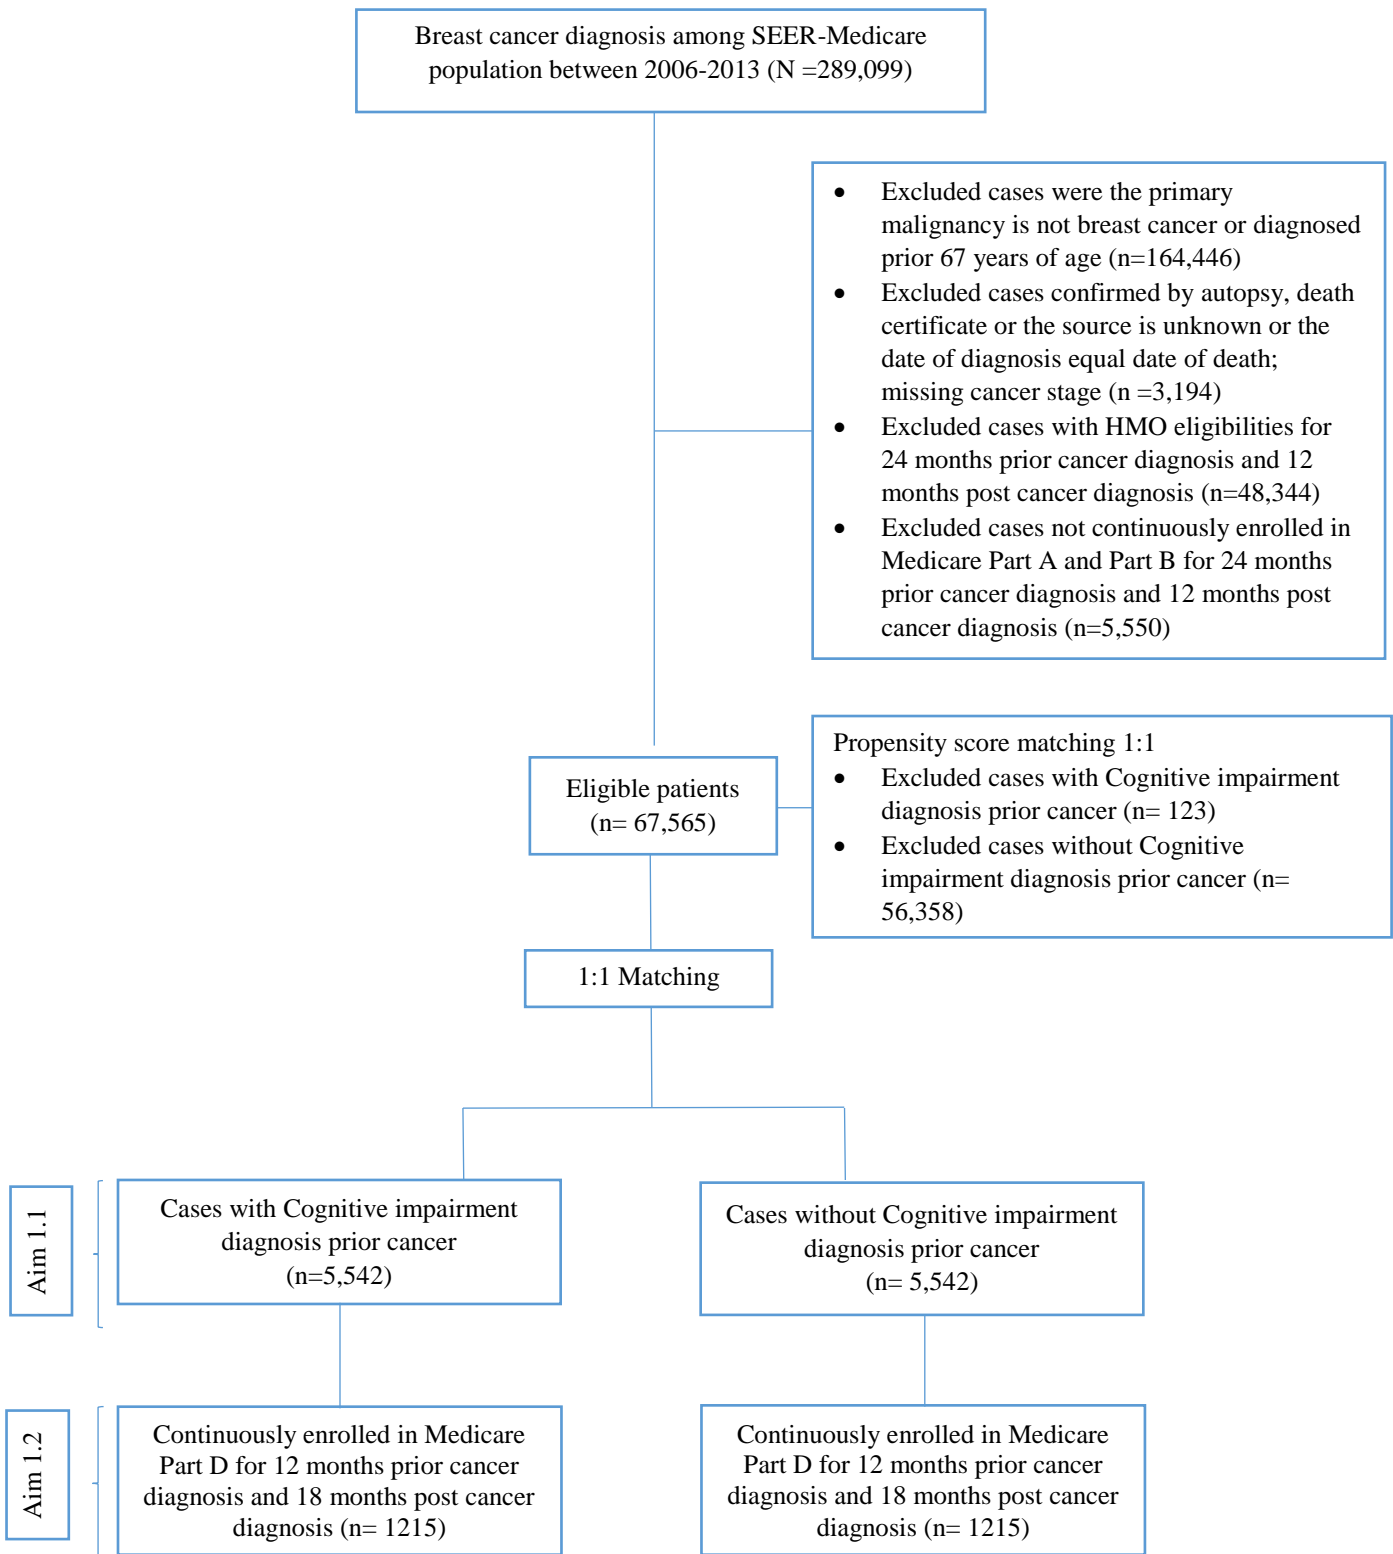 Breast cancer diagnosis among SEER-Medicare
population between 2006-2013 (N =289,099)
• Excluded cases were the primary
malignancy is not breast cancer or diagnosed
prior 67 years of age (n=164,446)
• Excluded cases confirmed by autopsy, death
certificate or the source is unknown or the
date of diagnosis equal date of death;
missing cancer stage (n =3,194)
• Excluded cases with HMO eligibilities for
24 months prior cancer diagnosis and 12
months post cancer diagnosis (n=48,344)
• Excluded cases not continuously enrolled in
Medicare Part A and Part B for 24 months
prior cancer diagnosis and 12 months post
cancer diagnosis (n=5,550)
Eligible patients
(n= 67,565)
Propensity score matching 1:1
• Excluded cases with Cognitive impairment
diagnosis prior cancer (n= 123)
• Excluded cases without Cognitive
impairment diagnosis prior cancer (n=
56,358)
1:1 Matching
Aim 1.1
Cases with Cognitive impairment
diagnosis prior cancer
(n=5,542)
Cases without Cognitive impairment
diagnosis prior cancer
(n= 5,542)
Aim 1.2
Continuously enrolled in Medicare
Part D for 12 months prior cancer
diagnosis and 18 months post cancer
diagnosis (n= 1215)
Continuously enrolled in Medicare
Part D for 12 months prior cancer
diagnosis and 18 months post cancer
diagnosis (n= 1215)